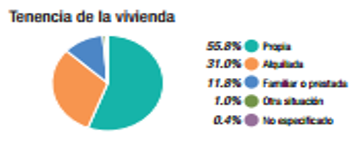 Tenencia de la vivienda
55.8% Propia
31.0% Alquilada
11.8% Familiar o prestada
1.0% Otra situación
0.4% No especificado